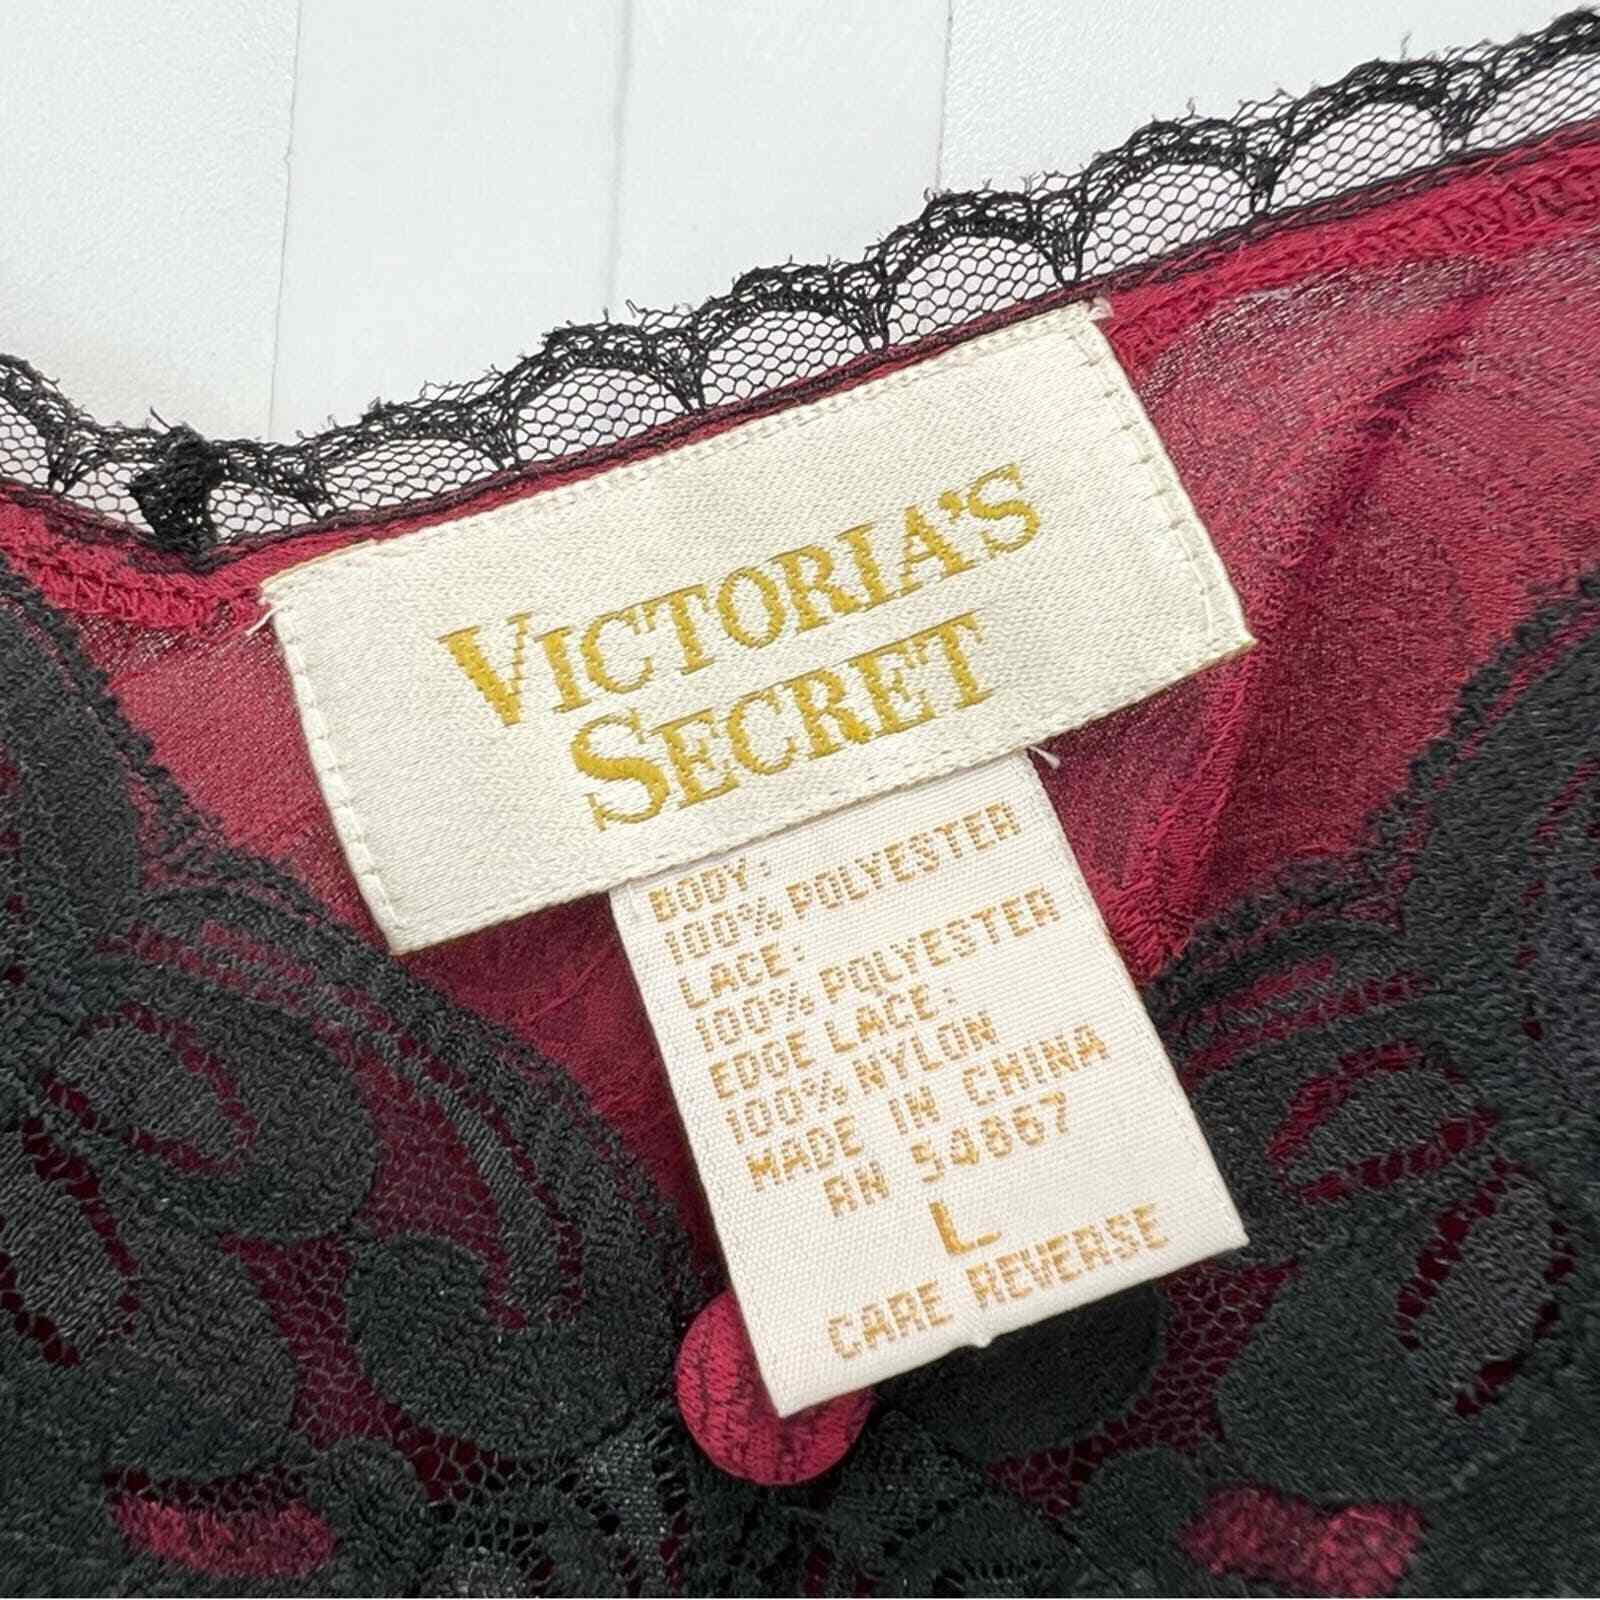 VICTORIA'S
SECRET
BODY:
100% POLYESTER
LACE:
100% POLYESTER
EDGE LACE:
100% NYLON
MADE IN CHINA
RN 54867
L
CARE REVERSE